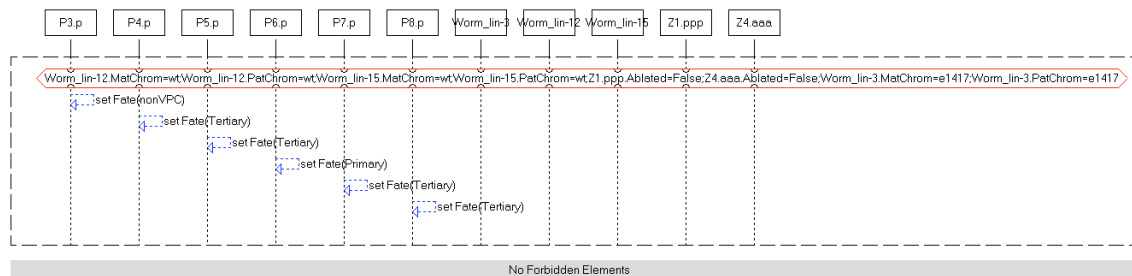 P3.p P4.p P5.p P6.p P7.p P8.p Worm_lin-3 Worm_lin-12 Worm_lin-15 Z1.ppp Z4.aaa
Worm_lin-12.MatChrom=wt;Worm_lin-12.PatChrom=wt;Worm_lin-15.MatChrom=wt;Worm_lin-15.PatChrom=wt;Z1.ppp.Ablated=False;Z4.aaa.Ablated=False;Worm_lin-3.MatChrom=e1417;Worm_lin-3.PatChrom=e1417
set Fate(nonVPC)
set Fate(Tertiary)
set Fate(Tertiary)
set Fate(Primary)
set Fate(Tertiary)
set Fate(Tertiary)
No Forbidden Elements